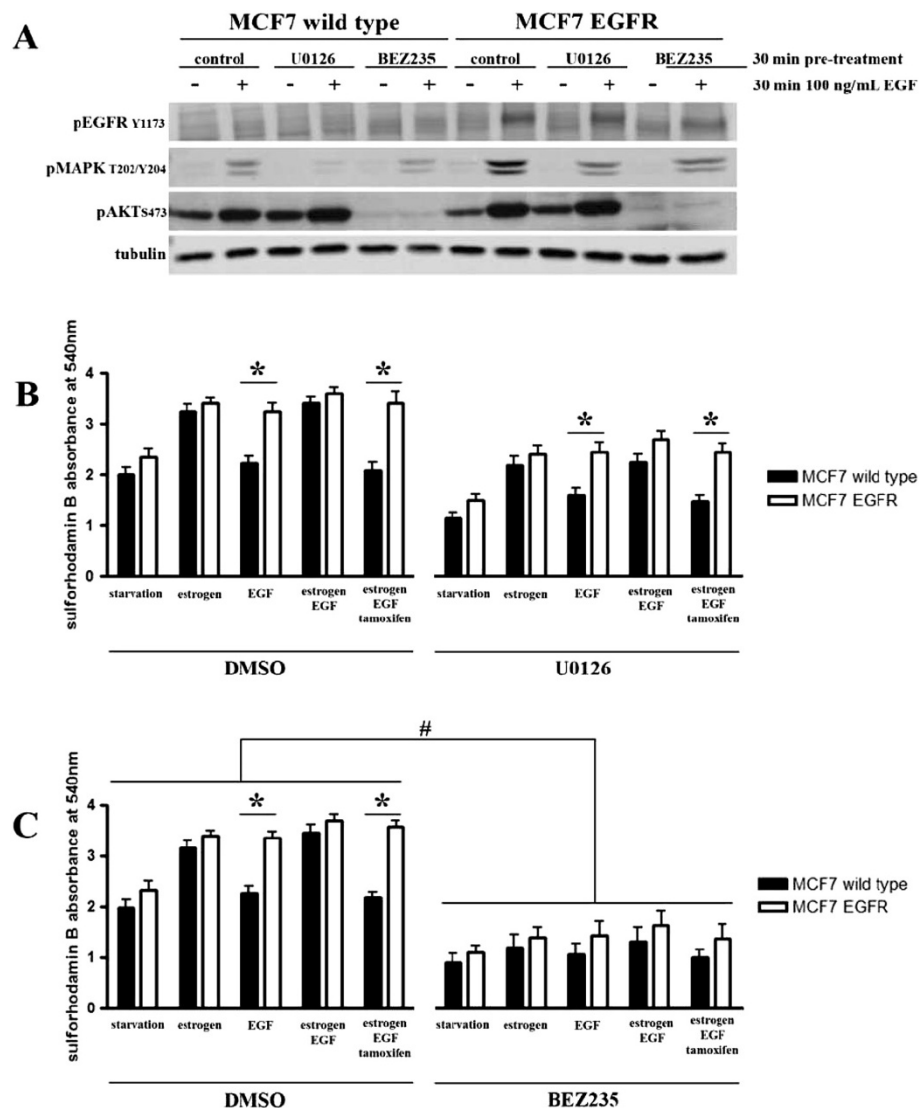 A
MCF7 wild type MCF7 EGFR
control U0126 BEZ235 control U0126 BEZ235 30 min pre-treatment
- + - + - + - + - + - + 30 min 100 ng/mL EGF
pEGFR Y1173
pMAPK T202/Y204
pAKTS473
tubulin
B
sulforhodamin B absorbance at 540nm
4
3
2
1
0
* * * *
starvation estrogen EGF estrogen EGF estrogen EGF tamoxifen
starvation estrogen EGF estrogen EGF estrogen EGF tamoxifen
DMSO U0126
MCF7 wild type
MCF7 EGFR
C
#
sulforhodamin B absorbance at 540nm
4
3
2
1
0
* *
starvation estrogen EGF estrogen EGF estrogen EGF tamoxifen
starvation estrogen EGF estrogen EGF estrogen EGF tamoxifen
DMSO BEZ235
MCF7 wild type
MCF7 EGFR